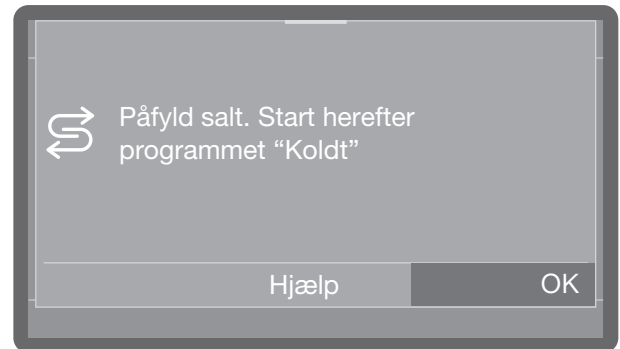 Påfyld salt. Start herefter
programmet “Koldt”
Hjælp
OK